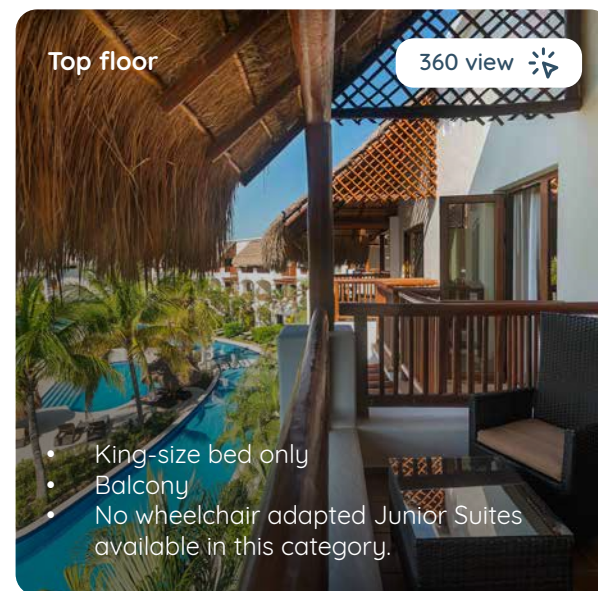 Top floor
360 view
• King-size bed only
• Balcony
• No wheelchair adapted Junior Suites
available in this category.